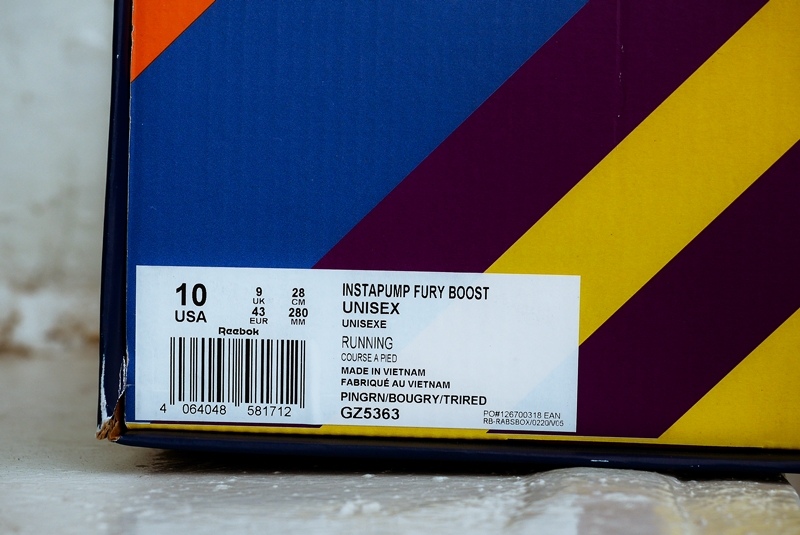 10
USA
9
UK
43
EUR
28
CM
280
MM
Reebok
4 064048 581712
INSTAPUMP FURY BOOST
UNISEX
UNISEXE
RUNNING
COURSE A PIED
MADE IN VIETNAM
FABRIQUÉ AU VIETNAM
PINGRN/BOUGRY/TRIRED
GZ5363
PO#126700318 EAN
RB-RABSBOX/0220/V05